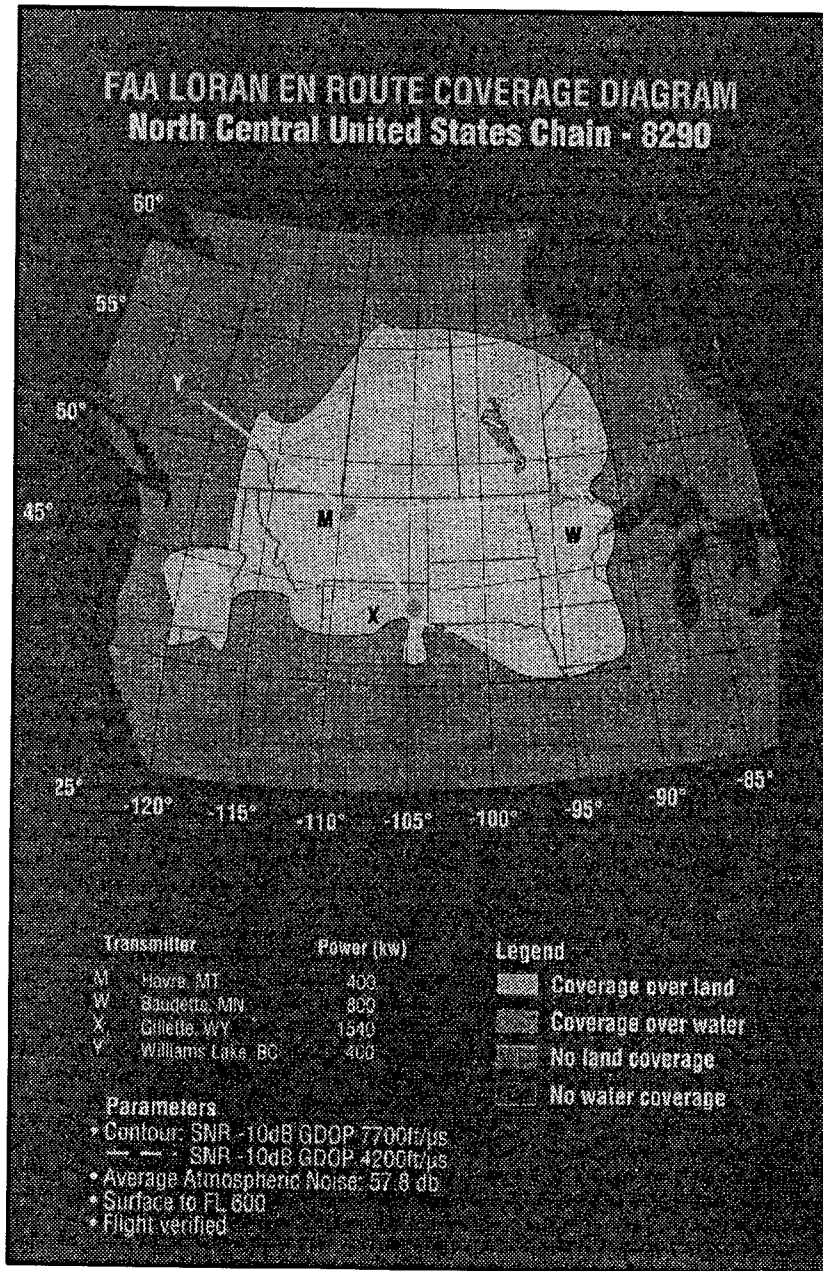 FAA LORAN EN ROUTE COVERAGE DIAGRAM
North Central United States Chain - 8290
60°
55°
Y
50°
45°
M
W
X
25°
-120°
-115°
-110°
-105°
-100°
-95°
-90°
-85°
Transmitter Power (kw)
M Havre, MT 400
W Baudette, MN 800
X Gillette, WY 1540
Y Williams Lake, BC 400
Legend
Coverage over land
Coverage over water
No land coverage
No water coverage
Parameters
• Contour: SNR -10dB GDOP 7700ft/µs
— — - SNR -10dB GDOP 4200ft/µs
• Average Atmospheric Noise: 57.8 db
• Surface to FL 600
• Flight verified